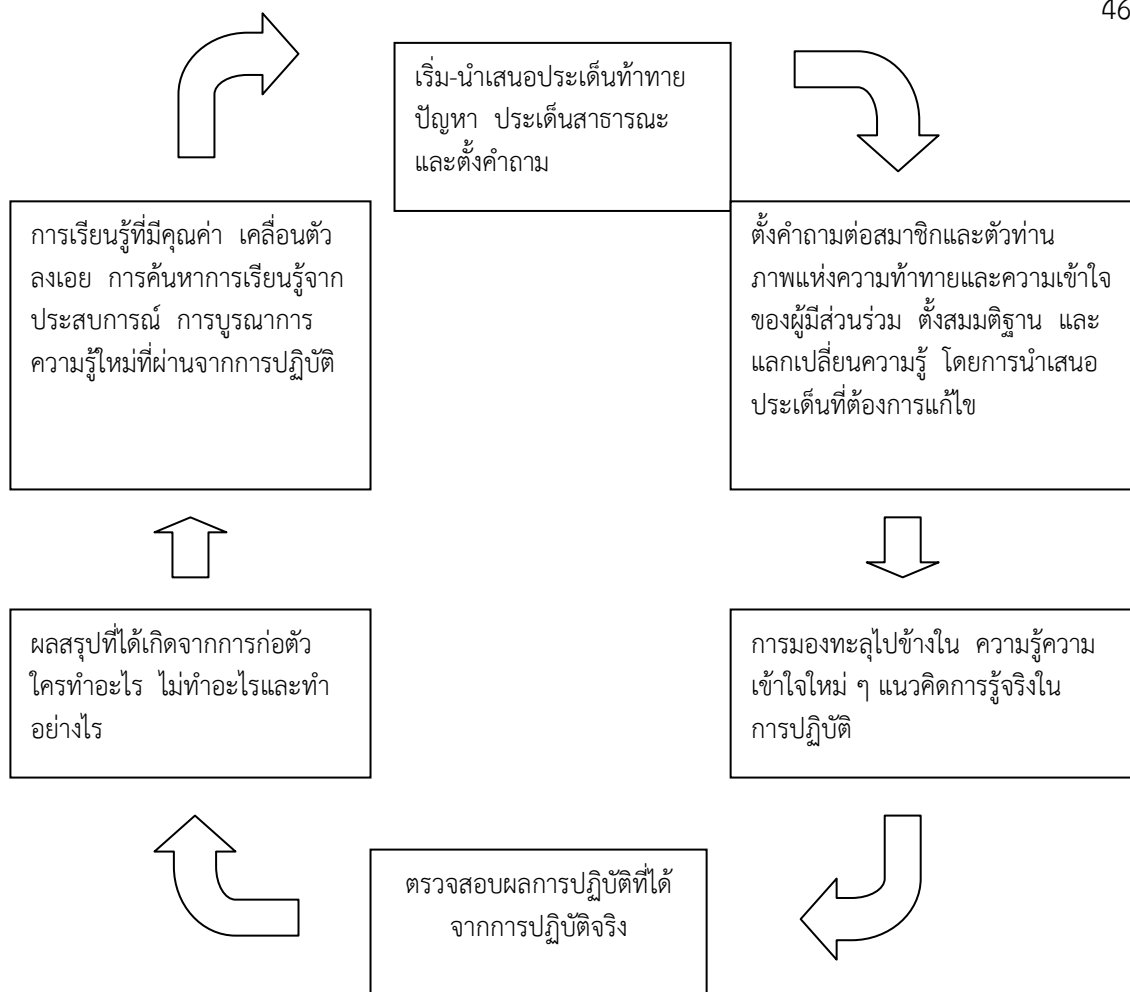 46
เริ่ม-นำเสนอประเด็นท้าทาย
ปัญหา ประเด็นสาธารณะ
และตั้งคำถาม
ตั้งคำถามต่อสมาชิกและตัวท่าน
ภาพแห่งความท้าทายและความเข้าใจ
ของผู้มีส่วนร่วม ตั้งสมมติฐาน และ
แลกเปลี่ยนความรู้ โดยการนำเสนอ
ประเด็นที่ต้องการแก้ไข
การมองทะลุไปข้างใน ความรู้ความ
เข้าใจใหม่ ๆ แนวคิดการรู้จริงใน
การปฏิบัติ
ตรวจสอบผลการปฏิบัติที่ได้
จากการปฏิบัติจริง
ผลสรุปที่ได้เกิดจากการก่อตัว
ใครทำอะไร ไม่ทำอะไรและทำ
อย่างไร
การเรียนรู้ที่มีคุณค่า เคลื่อนตัว
ลงเอย การค้นหาการเรียนรู้จาก
ประสบการณ์ การบูรณาการ
ความรู้ใหม่ที่ผ่านจากการปฏิบัติ